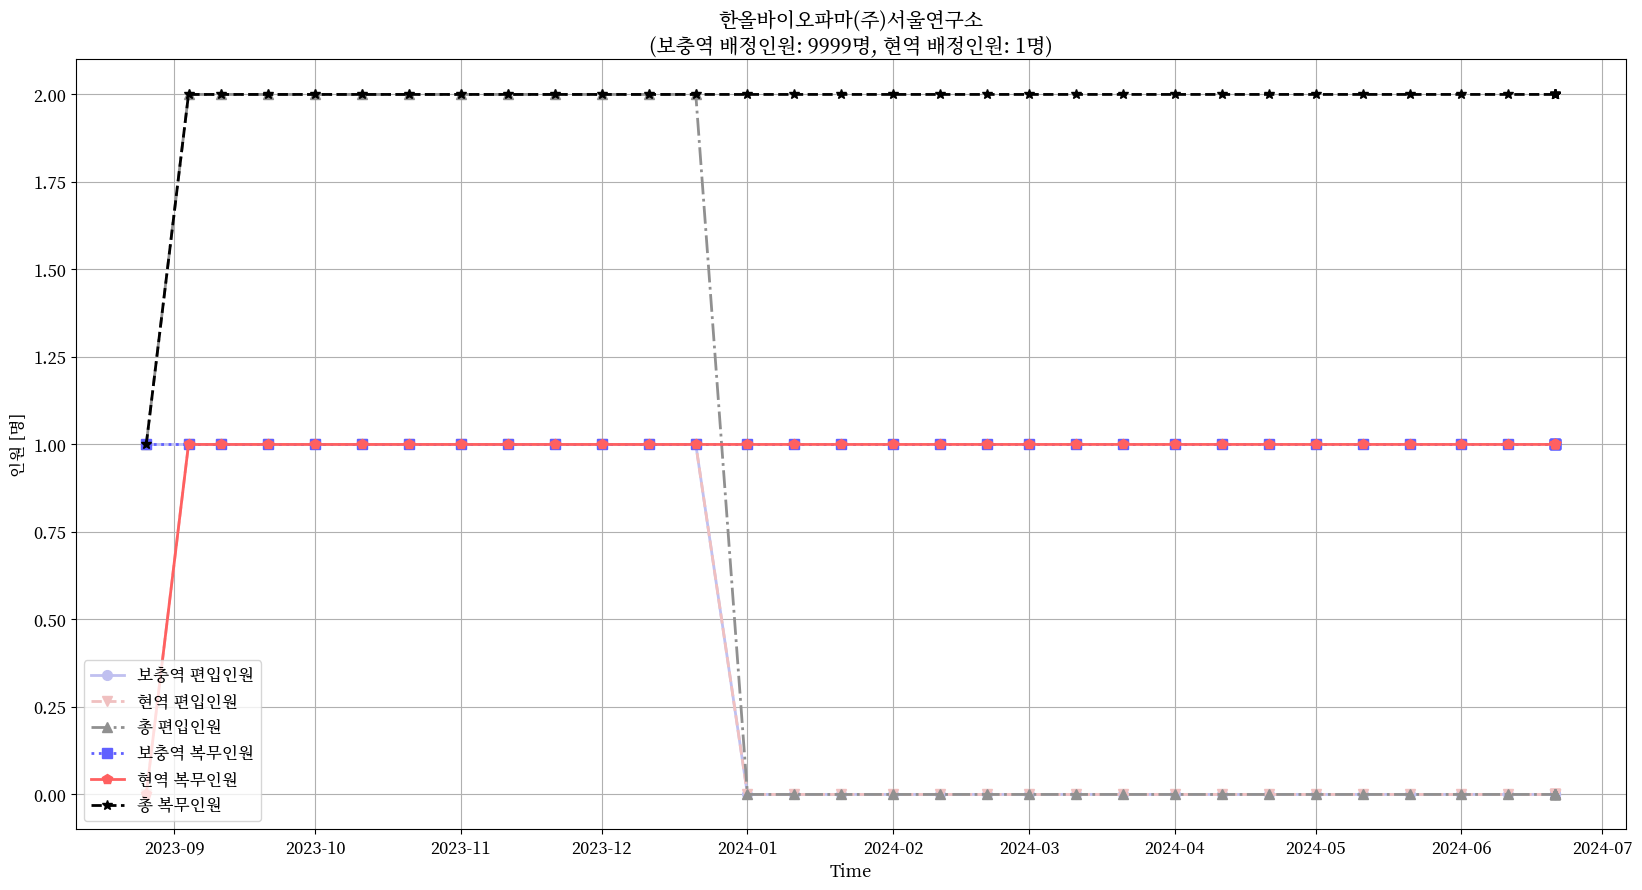 한올바이오파마(주)서울연구소
(보충역 배정인원: 9999명, 현역 배정인원: 1명)
인원 [명]
2.00
1.75
1.50
1.25
1.00
0.75
0.50
0.25
0.00
보충역 편입인원
현역 편입인원
총 편입인원
보충역 복무인원
현역 복무인원
총 복무인원
2023-09 2023-10 2023-11 2023-12 2024-01 2024-02 2024-03 2024-04 2024-05 2024-06 2024-07
Time